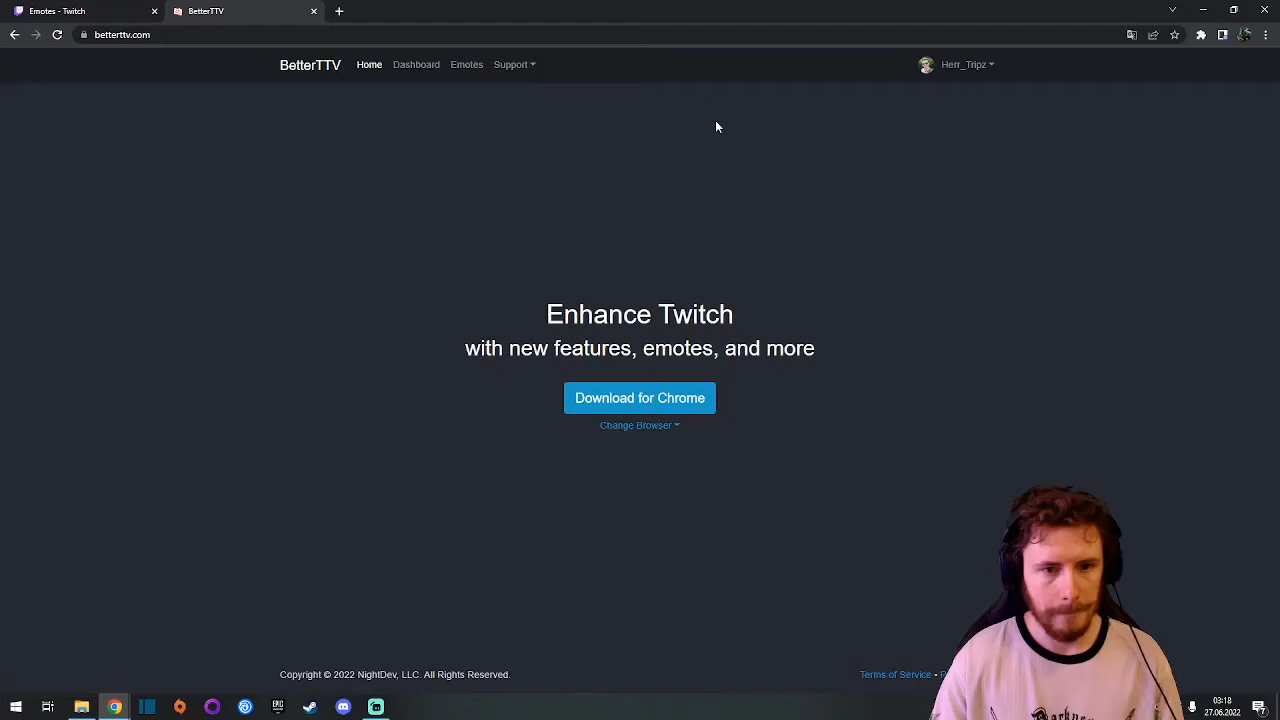 Emotes - Twitch
BetterTTV
betterttv.com
BetterTTV Home Dashboard Emotes Support
Herr_Tripz
Enhance Twitch
with new features, emotes, and more
Download for Chrome
Change Browser
Copyright © 2022 NightDev, LLC. All Rights Reserved.
Terms of Service -
EPIC
03:18
27.06.2022